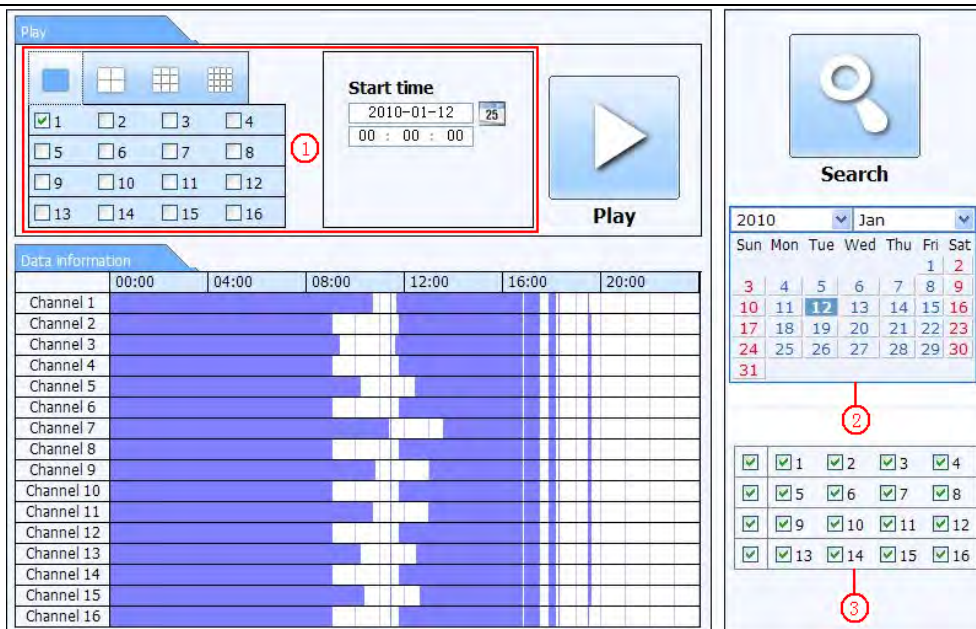 Play
Start time
2010-01-12 25
00 : 00 : 00
1 2 3 4
5 6 7 8
9 10 11 12
13 14 15 16
1
Play
Data information
00:00 04:00 08:00 12:00 16:00 20:00
Channel 1
Channel 2
Channel 3
Channel 4
Channel 5
Channel 6
Channel 7
Channel 8
Channel 9
Channel 10
Channel 11
Channel 12
Channel 13
Channel 14
Channel 15
Channel 16
Search
2010 Jan
Sun Mon Tue Wed Thu Fri Sat
1 2
3 4 5 6 7 8 9
10 11 12 13 14 15 16
17 18 19 20 21 22 23
24 25 26 27 28 29 30
31
2
1 2 3 4
5 6 7 8
9 10 11 12
13 14 15 16
3